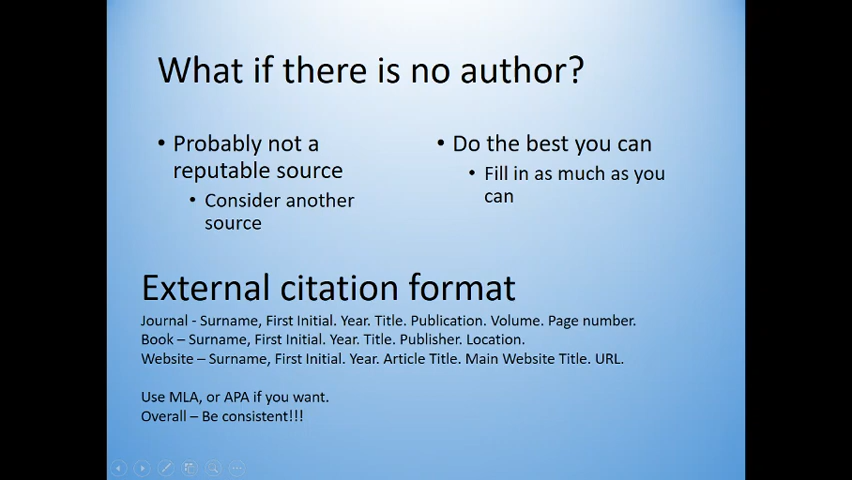 What if there is no author?
• Probably not a
reputable source
• Consider another
source
• Do the best you can
• Fill in as much as you
can
External citation format
Journal - Surname, First Initial. Year. Title. Publication. Volume. Page number.
Book – Surname, First Initial. Year. Title. Publisher. Location.
Website – Surname, First Initial. Year. Article Title. Main Website Title. URL.
Use MLA, or APA if you want.
Overall – Be consistent!!!